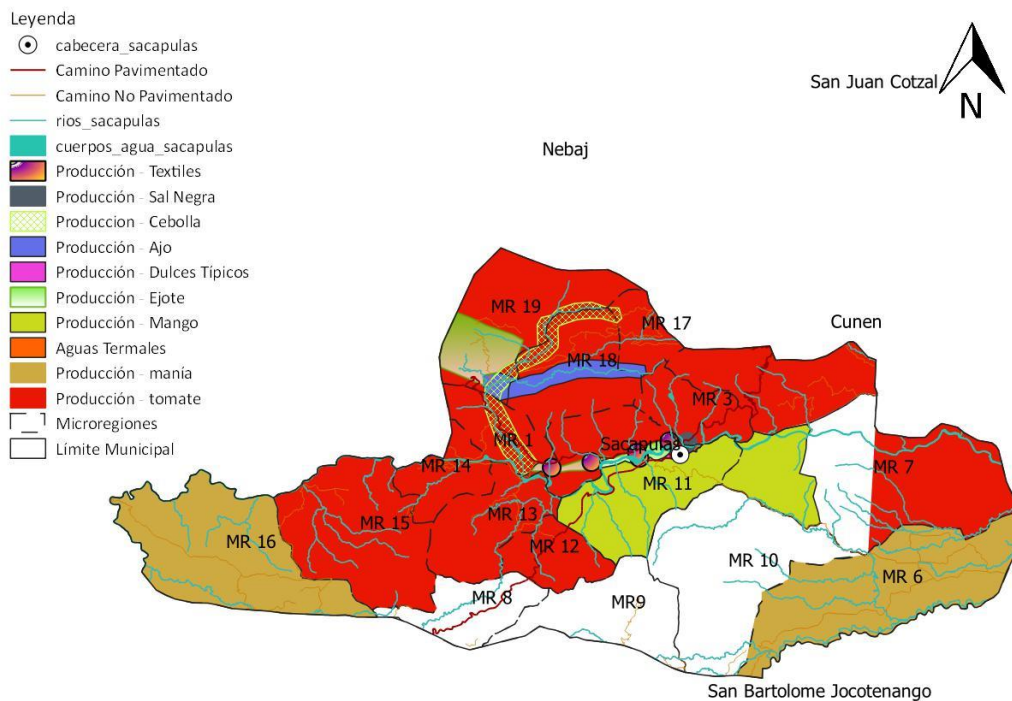 Leyenda
cabecera_sacapulas
Camino Pavimentado
Camino No Pavimentado
rios_sacapulas
cuerpos_agua_sacapulas
Producción - Textiles
Producción - Sal Negra
Produccion - Cebolla
Producción - Ajo
Producción - Dulces Típicos
Producción - Ejote
Producción - Mango
Aguas Termales
Producción - manía
Producción - tomate
Microregiones
Límite Municipal
San Juan Cotzal
N
Nebaj
Cunen
MR 19
MR 17
MR 18
MR 3
MR 1
Sacapulas
MR 14
MR 7
MR 11
MR 15
MR 13
MR 16
MR 12
MR 10
MR 6
MR 8
MR9
San Bartolome Jocotenango